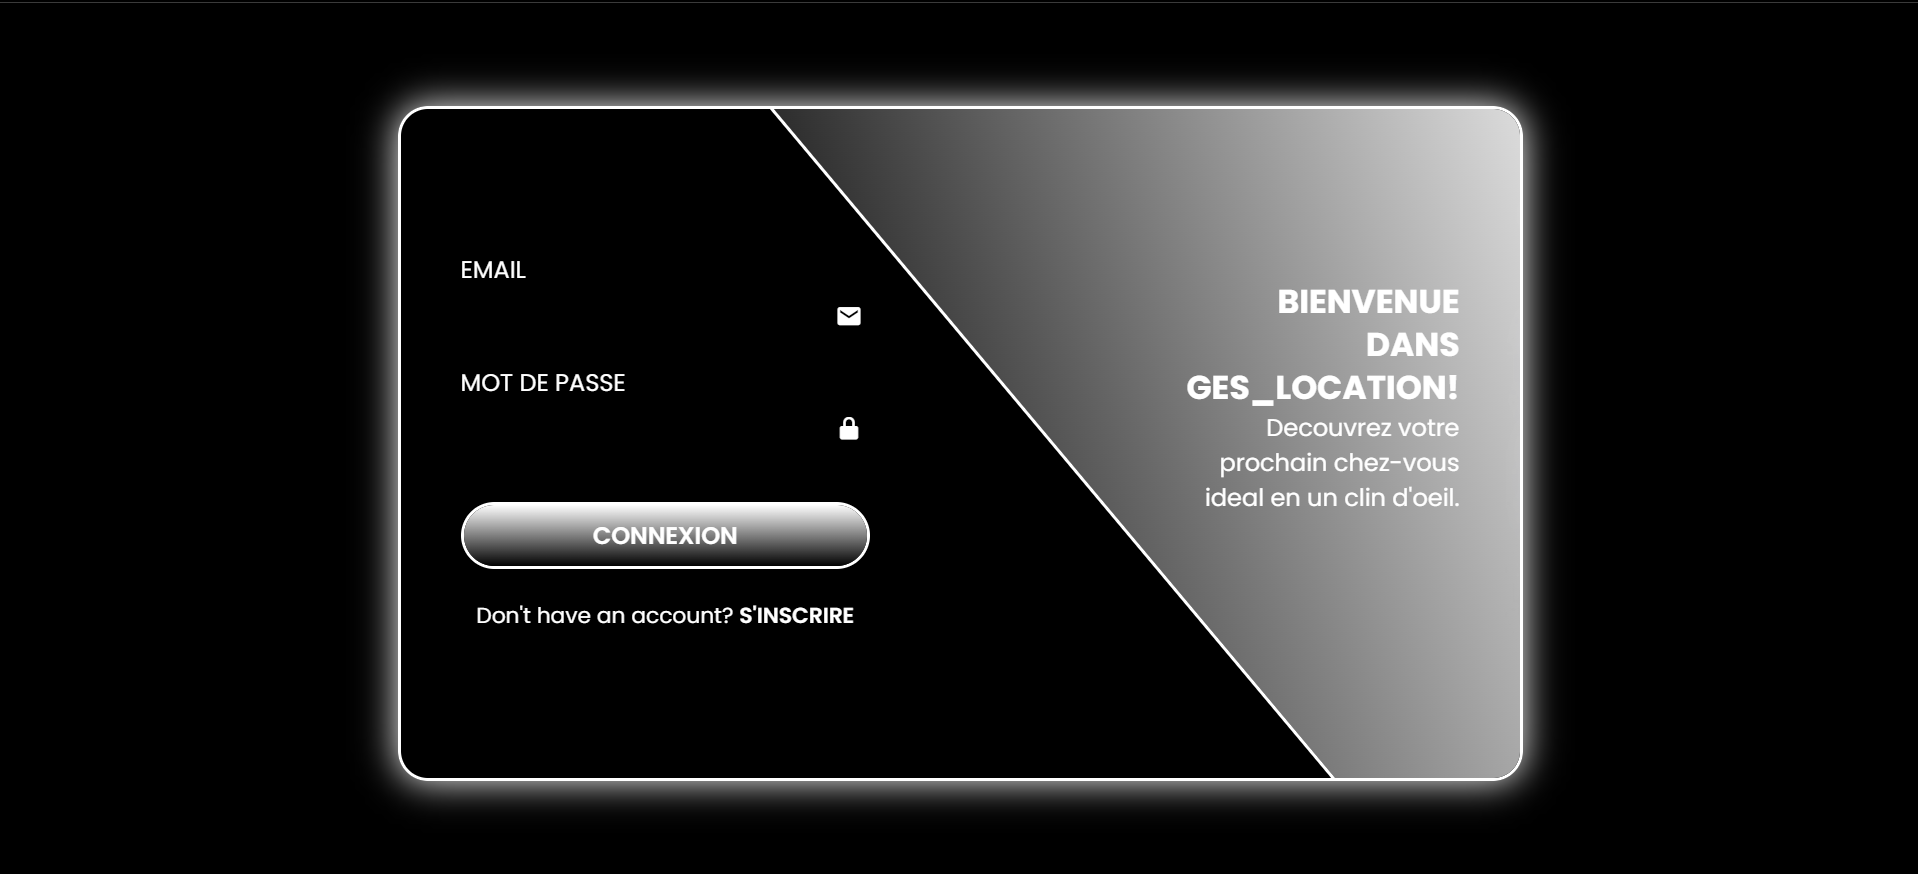 EMAIL
MOT DE PASSE
CONNEXION
Don't have an account? S'INSCRIRE
BIENVENUE
DANS
GES_LOCATION!
Decouvrez votre
prochain chez-vous
ideal en un clin d'oeil.